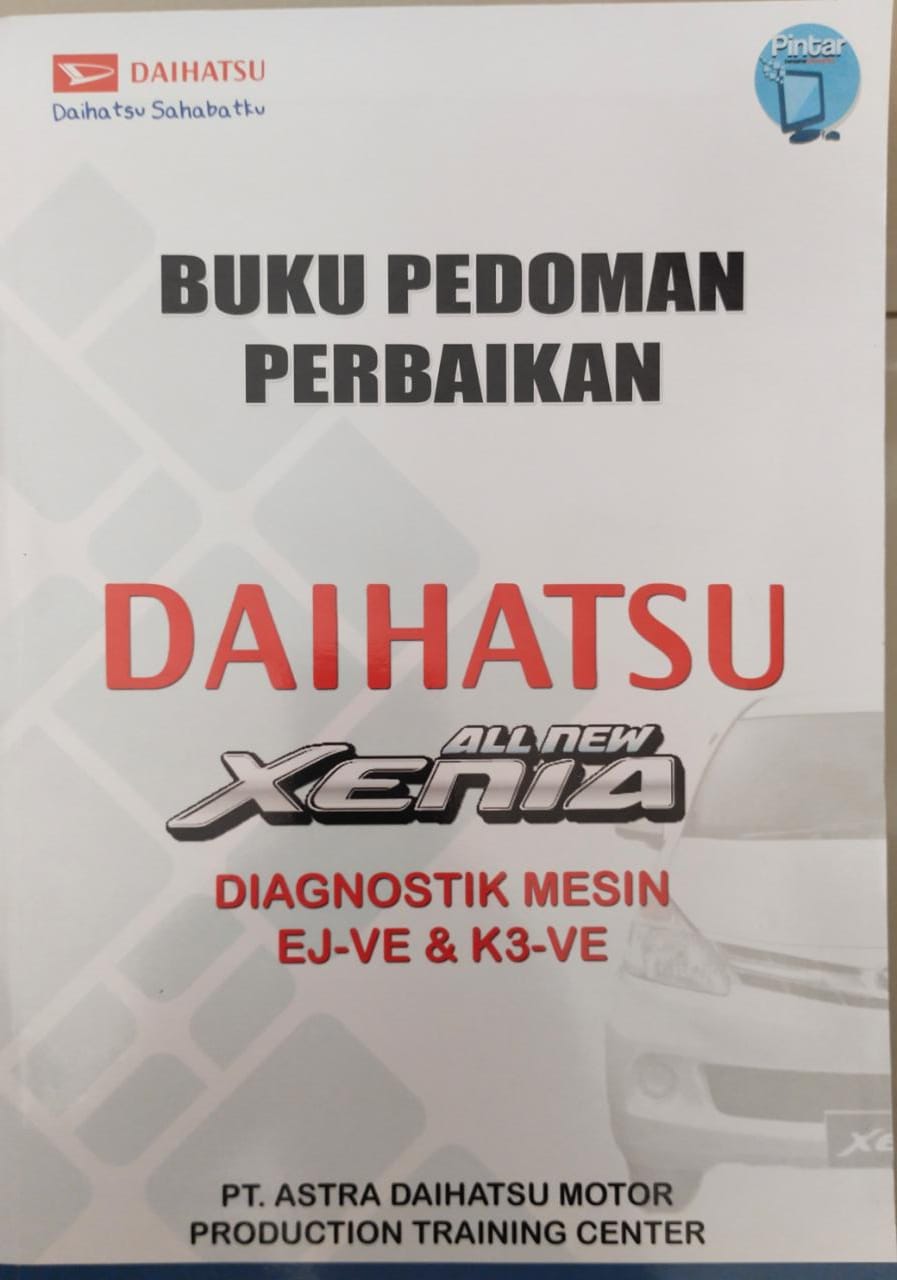 DAIHATSU
Daihatsu Sahabatku
Pintar
BUKU PEDOMAN
PERBAIKAN
DAIHATSU
ALL NEW
XENIA
DIAGNOSTIK MESIN
EJ-VE & K3-VE
XE
PT. ASTRA DAIHATSU MOTOR
PRODUCTION TRAINING CENTER